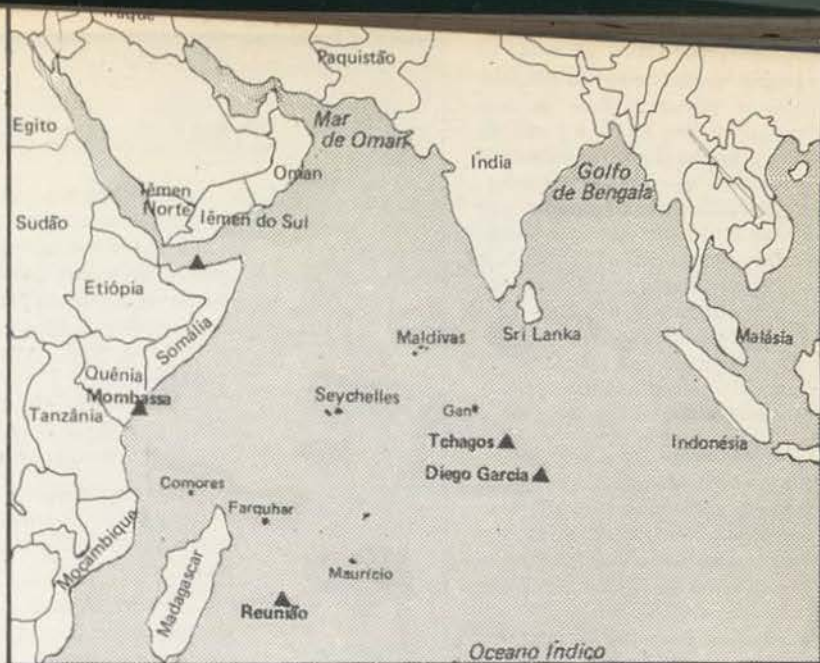 Iraque
Paquistão
Egito
Mar
de Oman
Oman
Índia
Golfo
de Bengala
Iêmen
Norte
Iêmen do Sul
Sudão
Etiópia
Somália
Maldivas
Sri Lanka
Malásia
Quênia
Mombassa
Seychelles
Gan
Tanzânia
Tchagos
Indonésia
Diego Garcia
Comores
Farquhar
Moçambique
Madagascar
Maurício
Reunião
Oceano Índico